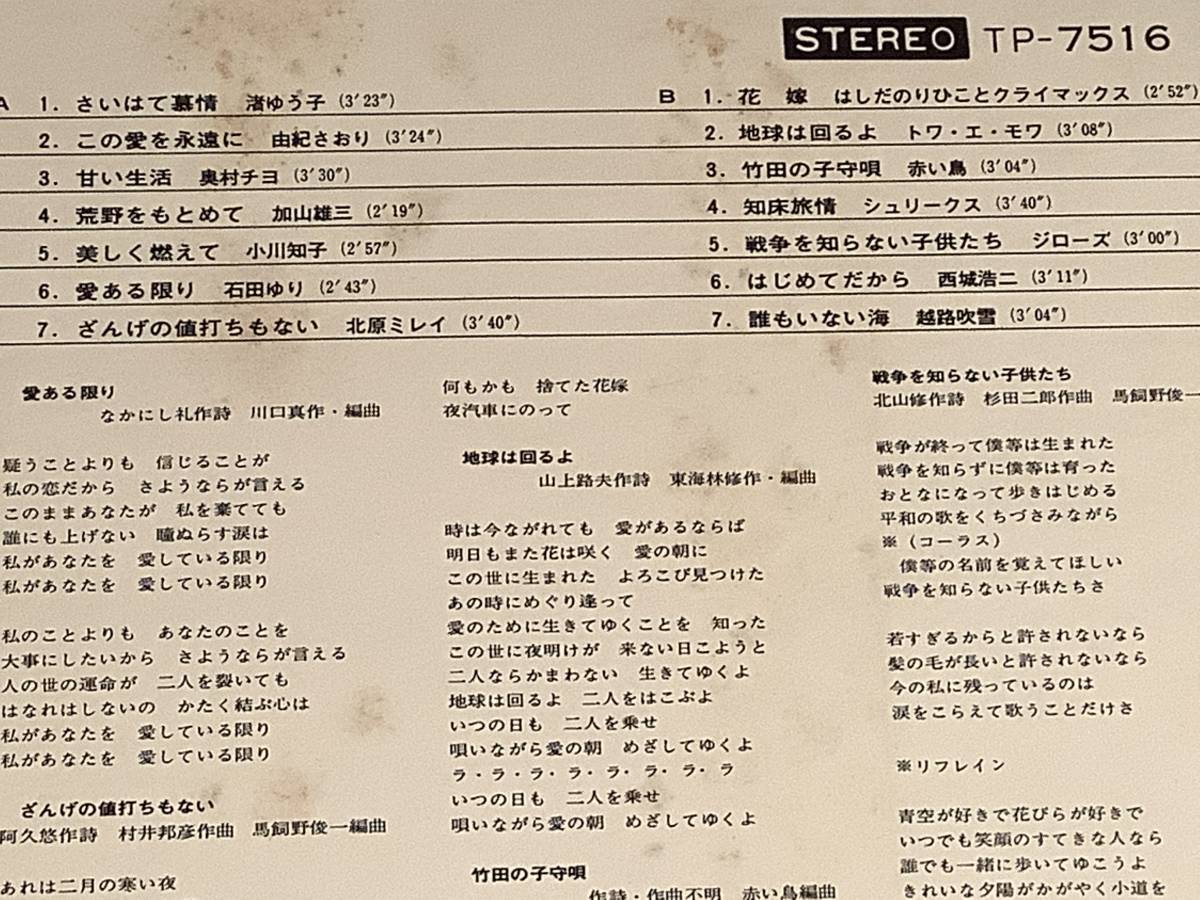 STEREO TP-7516
A 1. さいはて慕情 渚ゆう子 (3′23″)
2. この愛を永遠に 由紀さおり (3′24″)
3. 甘い生活 奥村チヨ (3′30″)
4. 荒野をもとめて 加山雄三 (2′19″)
5. 美しく燃えて 小川知子 (2′57″)
6. 愛ある限り 石田ゆり (2′43″)
7. ざんげの値打ちもない 北原ミレイ (3′40″)
B 1. 花 嫁 はしだのりひことクライマックス (2′52″)
2. 地球は回るよ トワ・エ・モワ (3′08″)
3. 竹田の子守唄 赤い鳥 (3′04″)
4. 知床旅情 シュリークス (3′40″)
5. 戦争を知らない子供たち ジローズ (3′00″)
6. はじめてだから 西城浩二 (3′11″)
7. 誰もいない海 越路吹雪 (3′04″)
愛ある限り
なかにし礼作詩 川口真作・編曲
疑うことよりも 信じることが
私の恋だから さようならが言える
このままあなたが 私を棄てても
誰にも上げない 瞳ぬらす涙は
私があなたを 愛している限り
私があなたを 愛している限り
私のことよりも あなたのことを
大事にしたいから さようならが言える
人の世の運命が 二人を裂いても
はなれはしないの かたく結ぶ心は
私があなたを 愛している限り
私があなたを 愛している限り
ざんげの値打ちもない
阿久悠作詩 村井邦彦作曲 馬飼野俊一編曲
あれは二月の寒い夜
何もかも 捨てた花嫁
夜汽車にのって
地球は回るよ
山上路夫作詩 東海林修作・編曲
時は今ながれても 愛があるならば
明日もまた花は咲く 愛の朝に
この世に生まれた よろこび見つけた
あの時にめぐり逢って
愛のために生きてゆくことを 知った
この世に夜明けが 来ない日こようと
二人ならかまわない 生きてゆくよ
地球は回るよ 二人をはこぶよ
いつの日も 二人を乗せ
唄いながら愛の朝 めざしてゆくよ
ラ・ラ・ラ・ラ・ラ・ラ・ラ・ラ
いつの日も 二人を乗せ
唄いながら愛の朝 めざしてゆくよ
竹田の子守唄
作詩・作曲不明 赤い鳥編曲
戦争を知らない子供たち
北山修作詩 杉田二郎作曲 馬飼野俊一
戦争が終って僕等は生まれた
戦争を知らずに僕等は育った
おとなになって歩きはじめる
平和の歌をくちづさみながら
※(コーラス)
僕等の名前を覚えてほしい
戦争を知らない子供たちさ
若すぎるからと許されないなら
髪の毛が長いと許されないなら
今の私に残っているのは
涙をこらえて歌うことだけさ
※リフレイン
青空が好きで花びらが好きで
いつでも笑顔のすてきな人なら
誰でも一緒に歩いてゆこうよ
きれいな夕陽がかがやく小道を